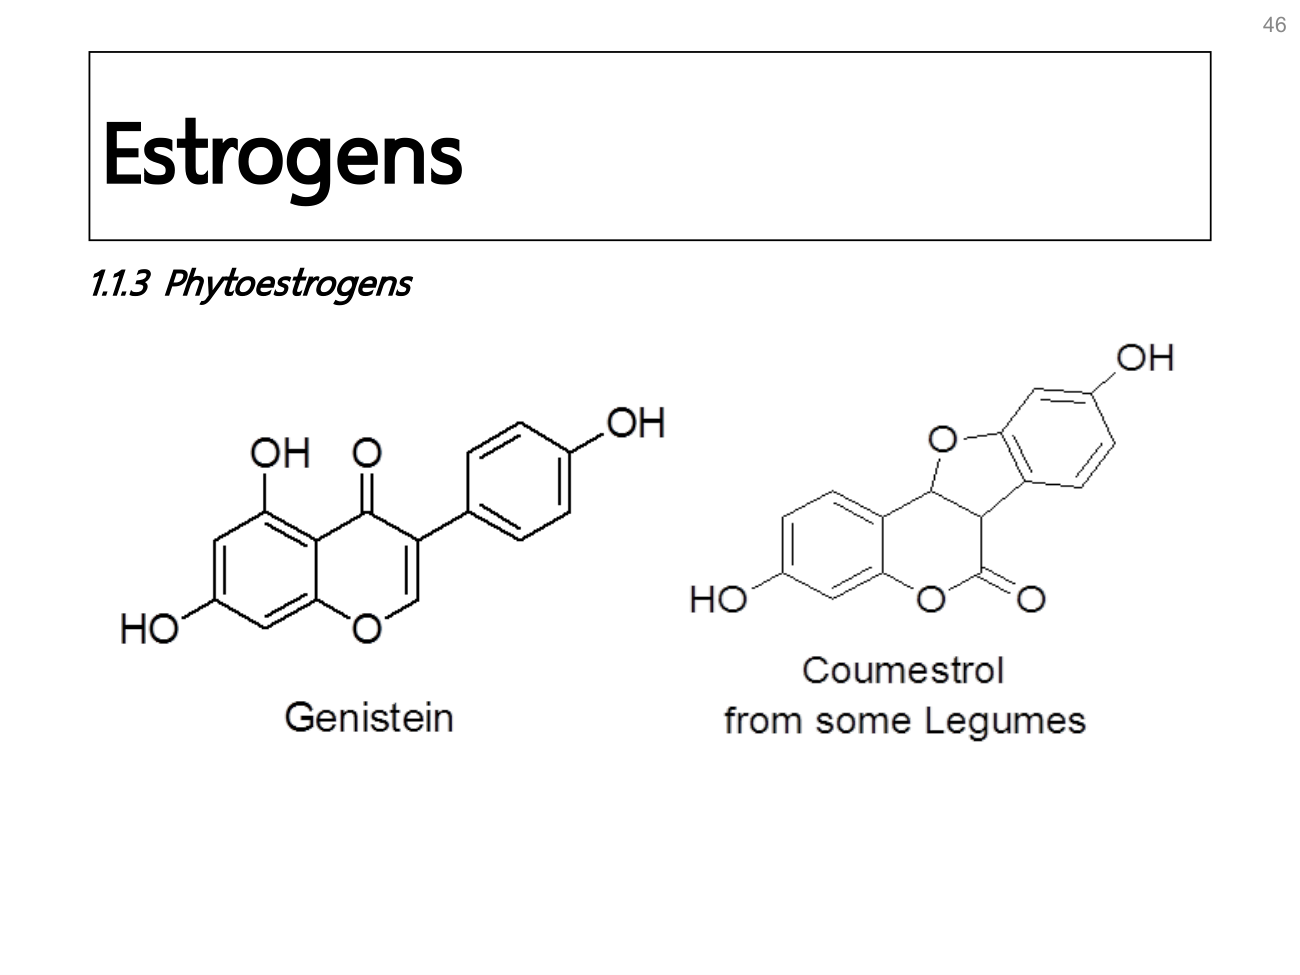 46
Estrogens
1.1.3 Phytoestrogens
OH
O
OH
HO
O
Genistein
OH
O
HO
O
O
Coumestrol
from some Legumes